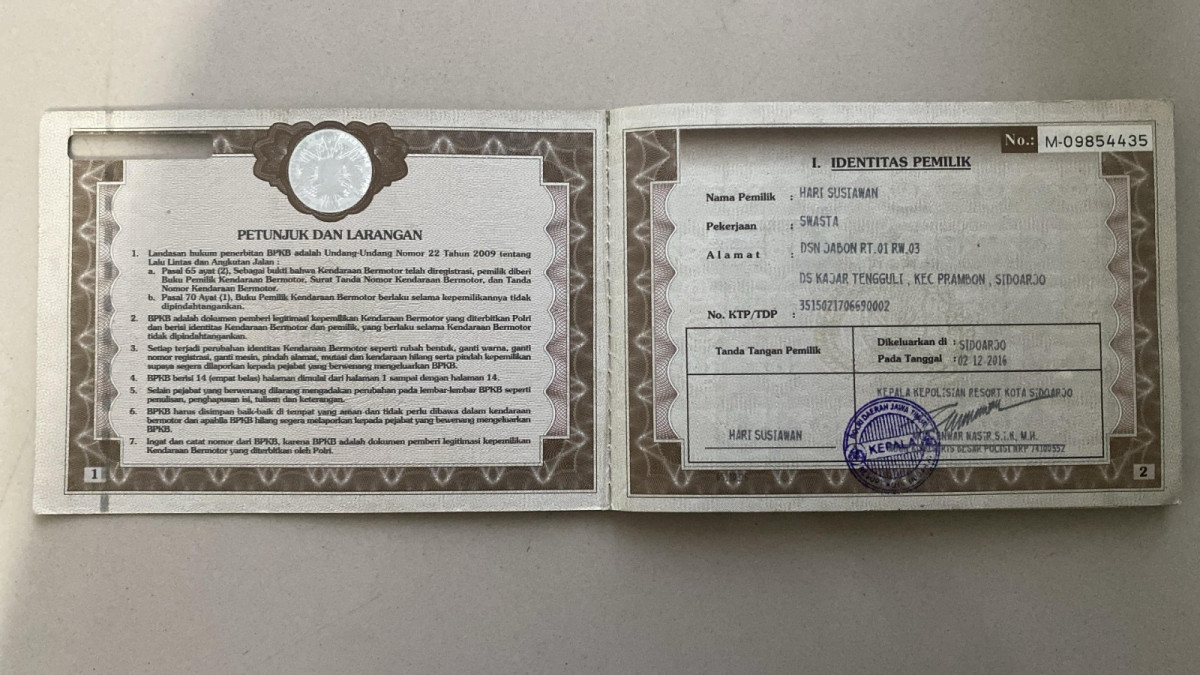 PETUNJUK DAN LARANGAN
1. Landasan hukum penerbitan BPKB adalah Undang-Undang Nomor 22 Tahun 2009 tentang
Lalu Lintas dan Angkutan Jalan :
a. Pasal 65 ayat (2), Sebagai bukti bahwa Kendaraan Bermotor telah diregistrasi, pemilik diberi
Buku Pemilik Kendaraan Bermotor, Surat Tanda Nomor Kendaraan Bermotor, dan Tanda
Nomor Kendaraan Bermotor.
b. Pasal 70 Ayat (1), Buku Pemilik Kendaraan Bermotor berlaku selama kepemilikannya tidak
dipindahtangankan.
2. BPKB adalah dokumen pemberi legitimasi kepemilikan Kendaraan Bermotor yang diterbitkan Polri
dan berisi identitas Kendaraan Bermotor dan pemilik, yang berlaku selama Kendaraan Bermotor
tidak dipindahtangankan.
3. Setiap terjadi perubahan identitas Kendaraan Bermotor seperti rubah bentuk, ganti warna, ganti
nomor registrasi, ganti mesin, pindah alamat, mutasi dan kendaraan hilang serta pindah kepemilikan
supaya segera dilaporkan kepada pejabat yang berwenang mengeluarkan BPKB.
4. BPKB berisi 14 (empat belas) halaman dimulai dari halaman 1 sampai dengan halaman 14.
5. Selain pejabat yang berwenang dilarang mengadakan perubahan pada lembar-lembar BPKB seperti
penulisan, penghapusan isi, tulisan dan keterangan.
6. BPKB harus disimpan baik-baik di tempat yang aman dan tidak perlu dibawa dalam kendaraan
bermotor dan apabila BPKB hilang segera melaporkan kepada pejabat yang berwenang mengeluarkan
BPKB.
7. Ingat dan catat nomor dari BPKB, karena BPKB adalah dokumen pemberi legitimasi kepemilikan
Kendaraan Bermotor yang diterbitkan oleh Polri.
1
No.: M-09854435
I. IDENTITAS PEMILIK
Nama Pemilik : HARI SUSIAWAN
Pekerjaan : SWASTA
Alamat : DSN JABON RT.01 RW.03
DS KAJAR TENGGULI , KEC PRAMBON , SIDOARJO
No. KTP/TDP : 3515021706690002
Tanda Tangan Pemilik
Dikeluarkan di : SIDOARJO
Pada Tanggal : 02-12-2016
KEPALA KEPOLISIAN RESORT KOTA SIDOARJO
HARI SUSIAWAN
DAERAH JAWA TIMUR
KEPALA
ANWAR NASIR, S.I.K, M.H.
BESAR POLISI NRP 74100552
2